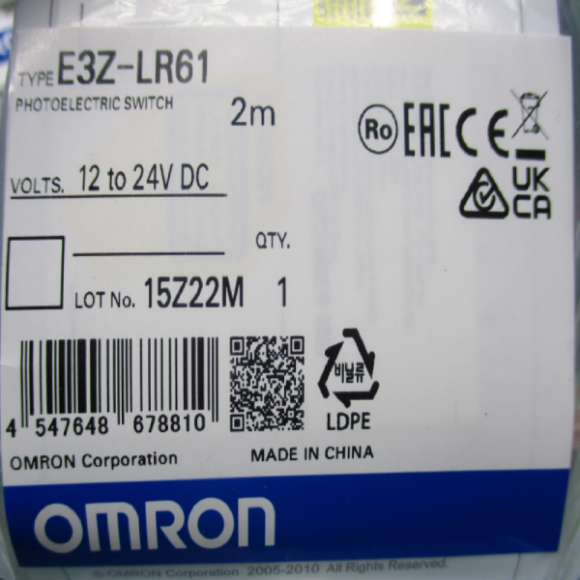 TYPE E3Z-LR61
PHOTOELECTRIC SWITCH
2m
Ro EAC CE
UK
CA
VOLTS. 12 to 24V DC
QTY.
LOT No. 15Z22M 1
비닐류
4 547648 678810
LDPE
OMRON Corporation MADE IN CHINA
OMRON
© OMRON Corporation 2005-2010 All Rights Reserved.